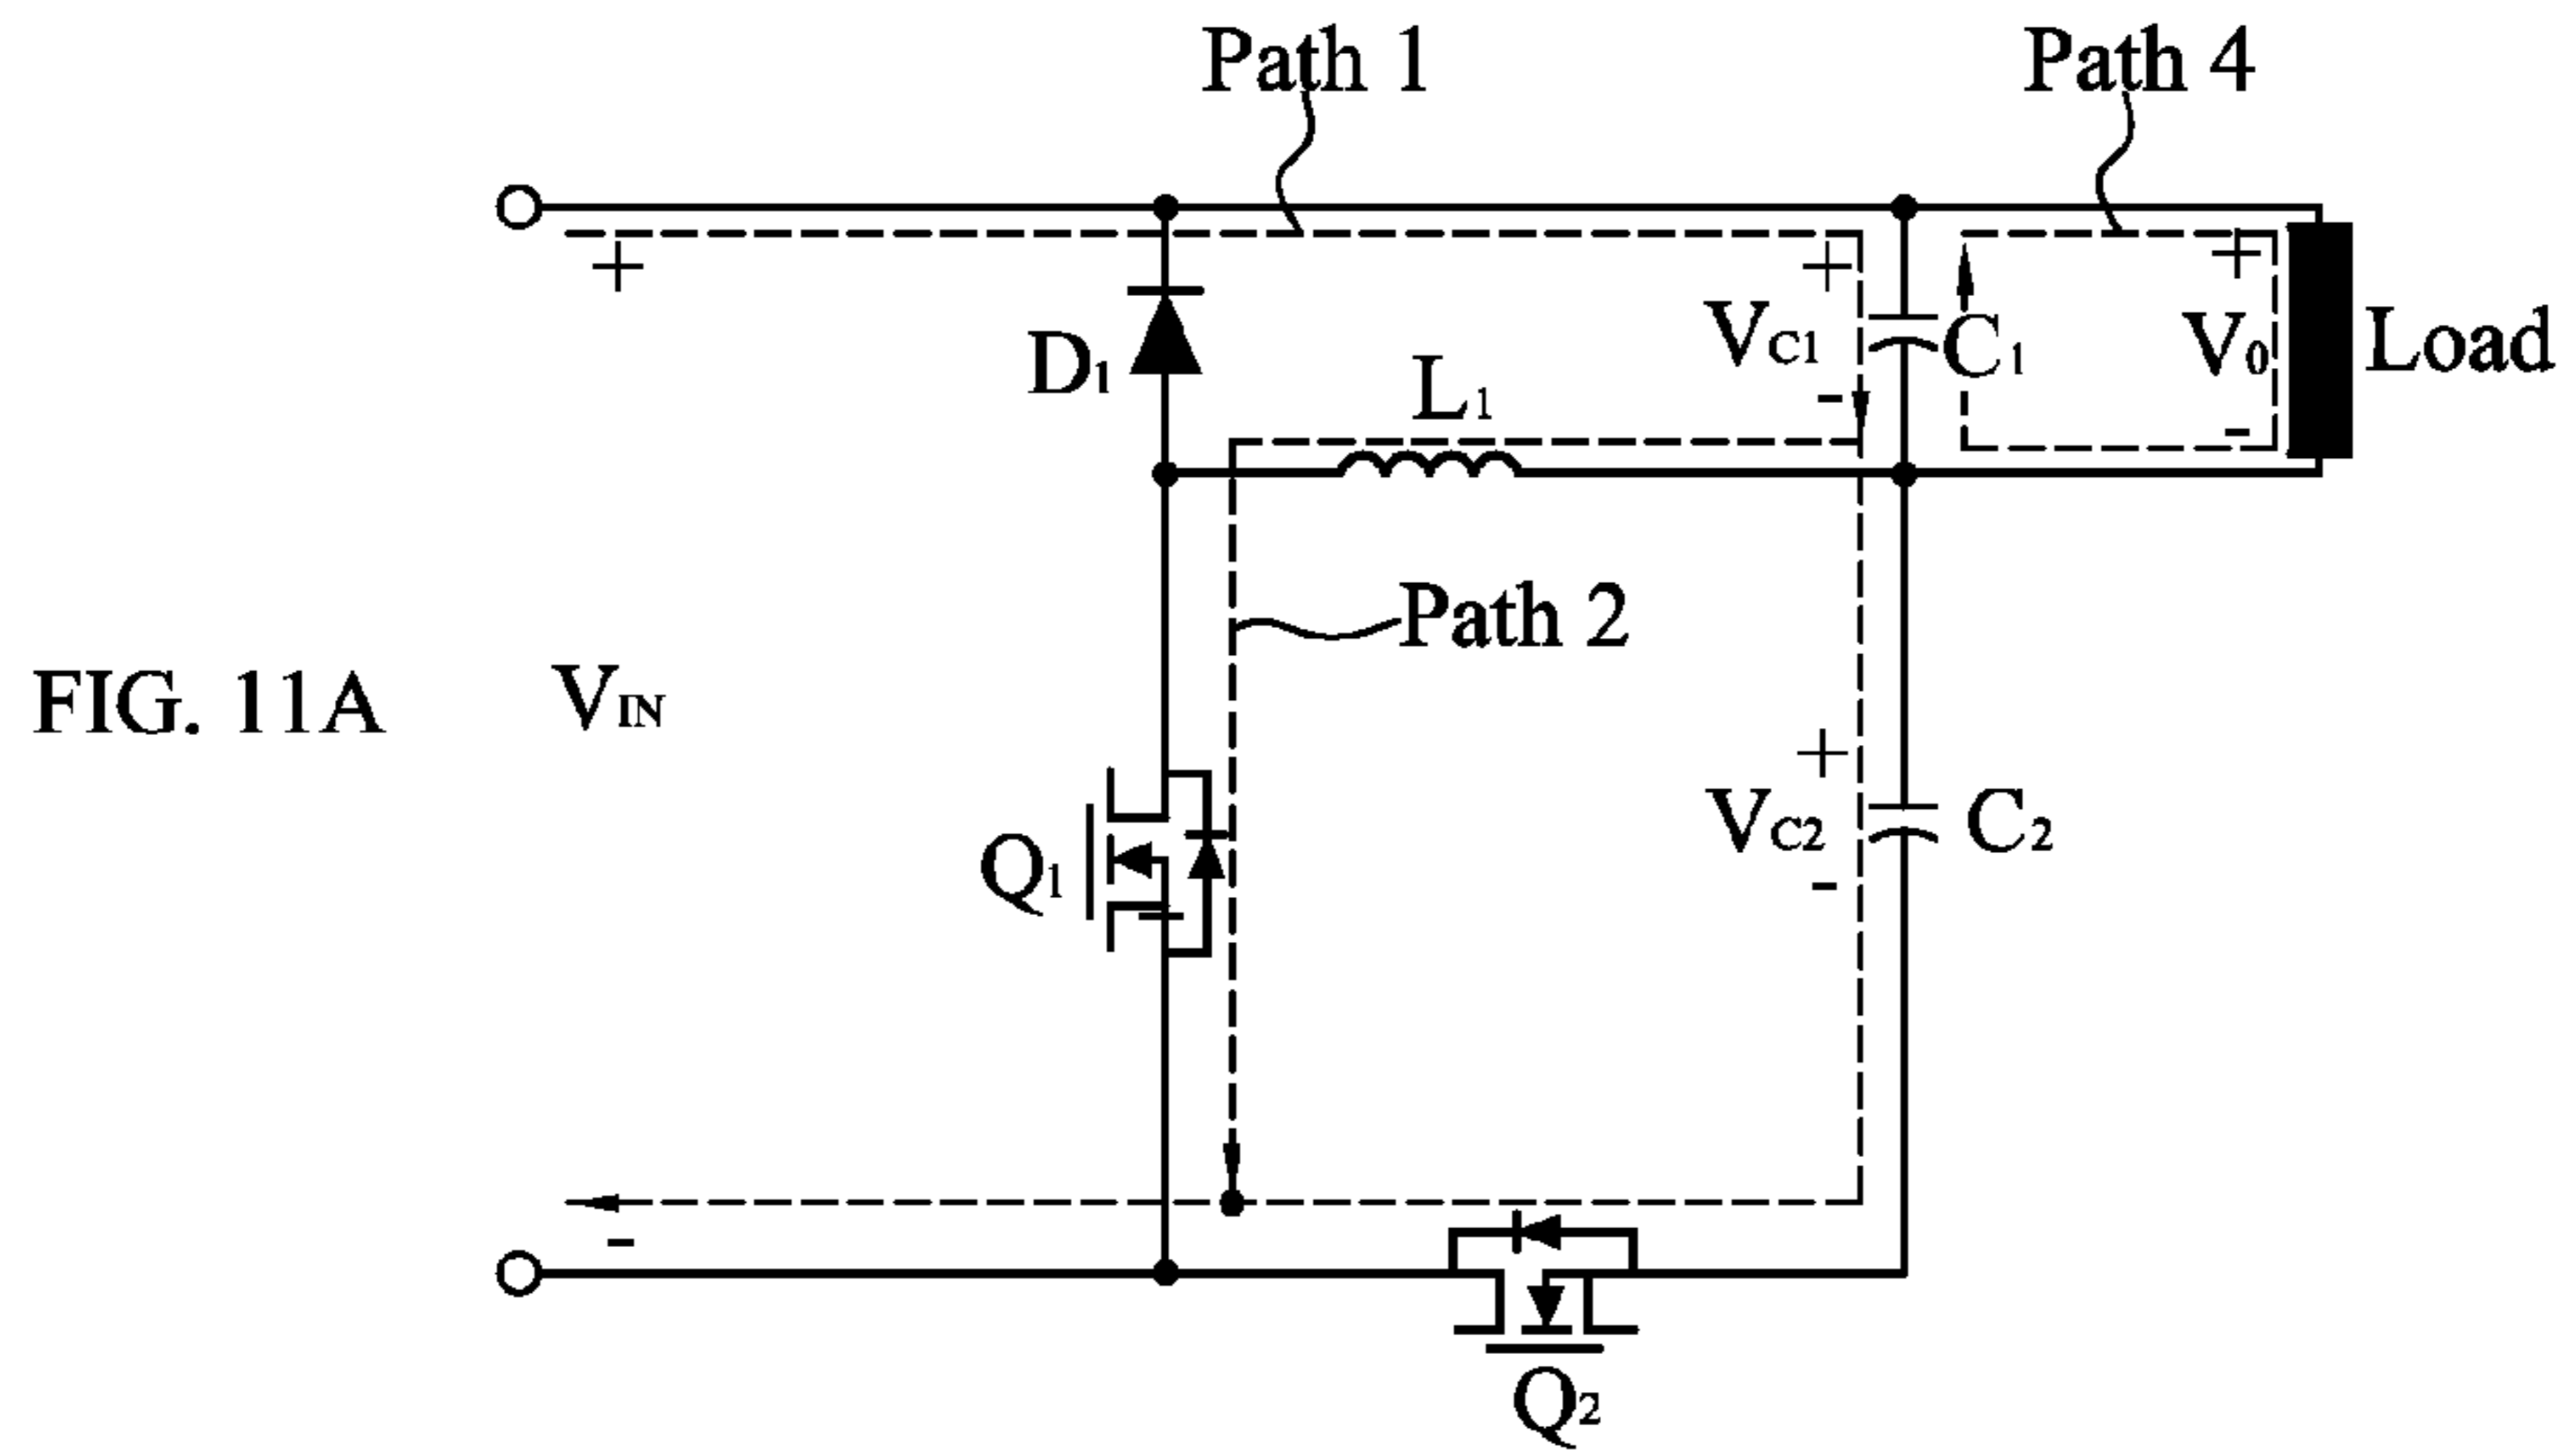 Path 1
Path 4
+
+
+
D1
VC1
C1
V0
Load
L1
-
-
Path 2
FIG. 11A
VIN
+
Q1
VC2
C2
-
-
Q2